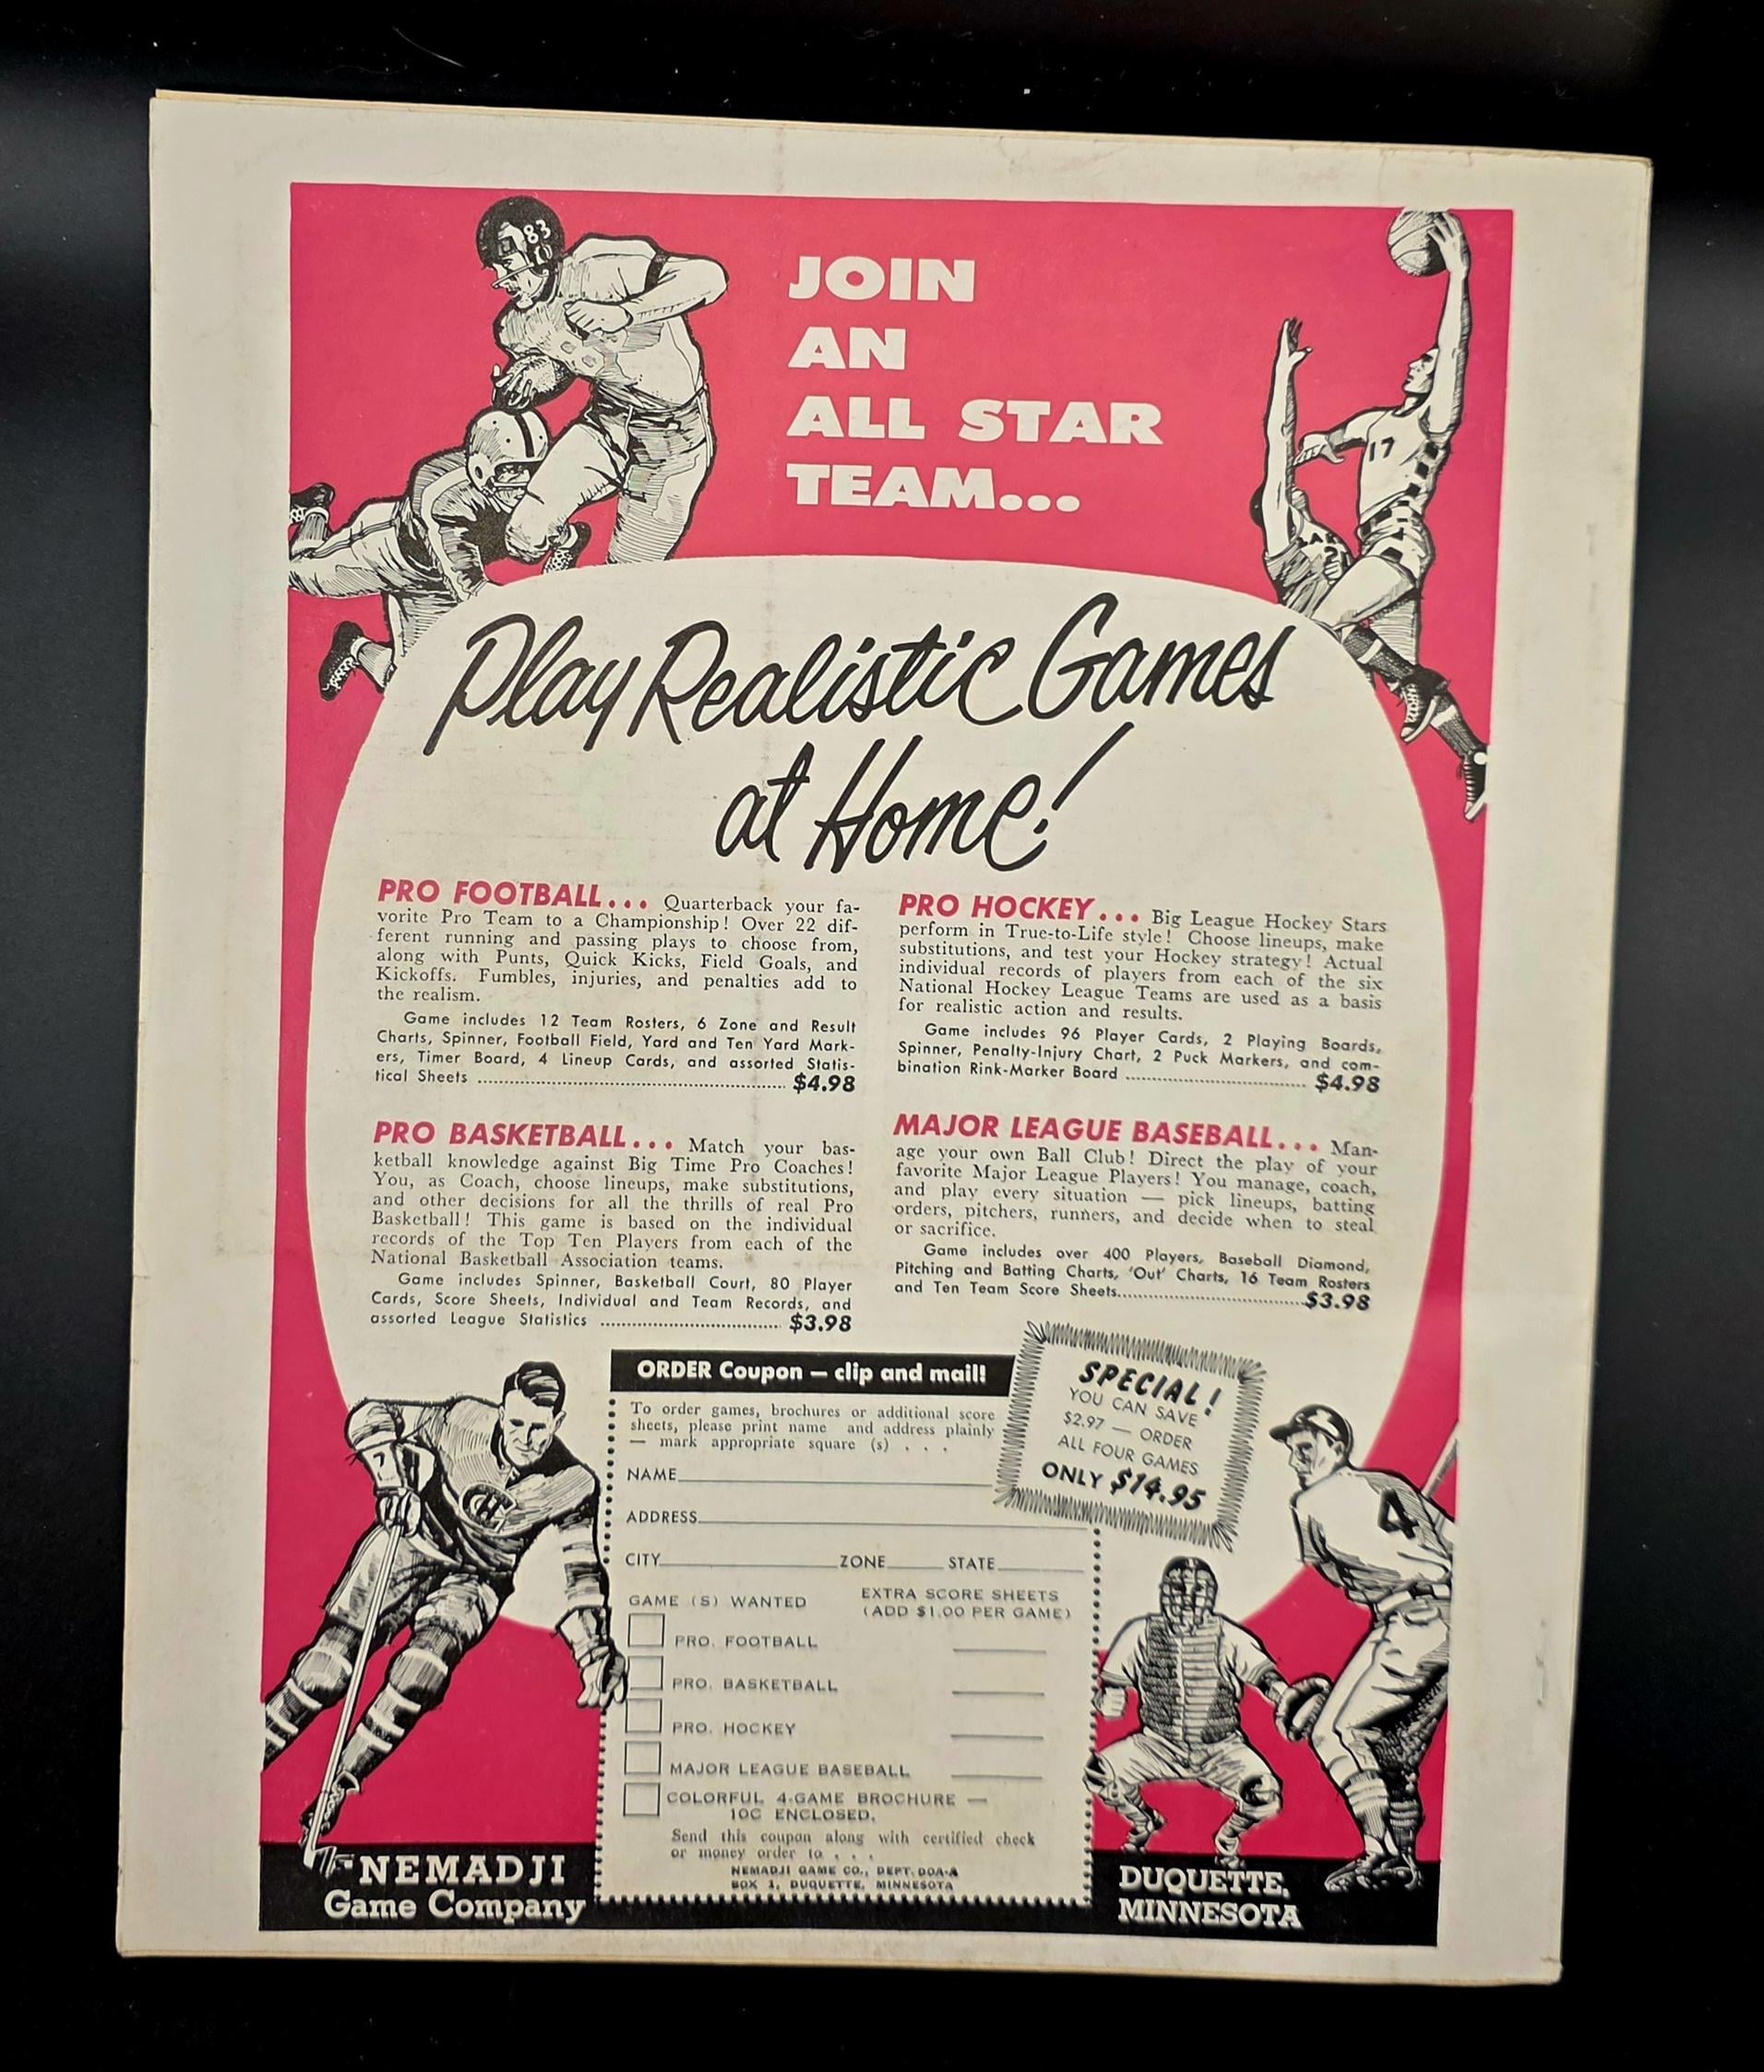 JOIN
AN
ALL STAR
TEAM...
83
17
Play Realistic Games
at Home!
PRO FOOTBALL... Quarterback your fa-
vorite Pro Team to a Championship! Over 22 dif-
ferent running and passing plays to choose from,
along with Punts, Quick Kicks, Field Goals, and
Kickoffs. Fumbles, injuries, and penalties add to
the realism.
Game includes 12 Team Rosters, 6 Zone and Result
Charts, Spinner, Football Field, Yard and Ten Yard Mark-
ers, Timer Board, 4 Lineup Cards, and assorted Statis-
tical Sheets ........ $4.98
PRO HOCKEY... Big League Hockey Stars
perform in True-to-Life style! Choose lineups, make
substitutions, and test your Hockey strategy! Actual
individual records of players from each of the six
National Hockey League Teams are used as a basis
for realistic action and results.
Game includes 96 Player Cards, 2 Playing Boards,
Spinner, Penalty-Injury Chart, 2 Puck Markers, and com-
bination Rink-Marker Board ........ $4.98
PRO BASKETBALL... Match your bas-
ketball knowledge against Big Time Pro Coaches!
You, as Coach, choose lineups, make substitutions,
and other decisions for all the thrills of real Pro
Basketball! This game is based on the individual
records of the Top Ten Players from each of the
National Basketball Association teams.
Game includes Spinner, Basketball Court, 80 Player
Cards, Score Sheets, Individual and Team Records, and
assorted League Statistics ........ $3.98
MAJOR LEAGUE BASEBALL... Man-
age your own Ball Club! Direct the play of your
favorite Major League Players! You manage, coach,
and play every situation — pick lineups, batting
orders, pitchers, runners, and decide when to steal
or sacrifice.
Game includes over 400 Players, Baseball Diamond,
Pitching and Batting Charts, 'Out' Charts, 16 Team Rosters
and Ten Team Score Sheets........$3.98
ORDER Coupon — clip and mail!
To order games, brochures or additional score
sheets, please print name and address plainly
— mark appropriate square (s) . . .
NAME
ADDRESS
CITY ZONE STATE
GAME (S) WANTED
EXTRA SCORE SHEETS
(ADD $1.00 PER GAME)
PRO. FOOTBALL
PRO. BASKETBALL
PRO. HOCKEY
MAJOR LEAGUE BASEBALL
COLORFUL 4-GAME BROCHURE —
10C ENCLOSED.
Send this coupon along with certified check
or money order to . . .
NEMADJI GAME CO., DEPT. DOA-A
BOX 1, DUQUETTE, MINNESOTA
SPECIAL!
YOU CAN SAVE
$2.97 — ORDER
ALL FOUR GAMES
ONLY $14.95
7
CH
4
NEMADJI
Game Company
DUQUETTE,
MINNESOTA